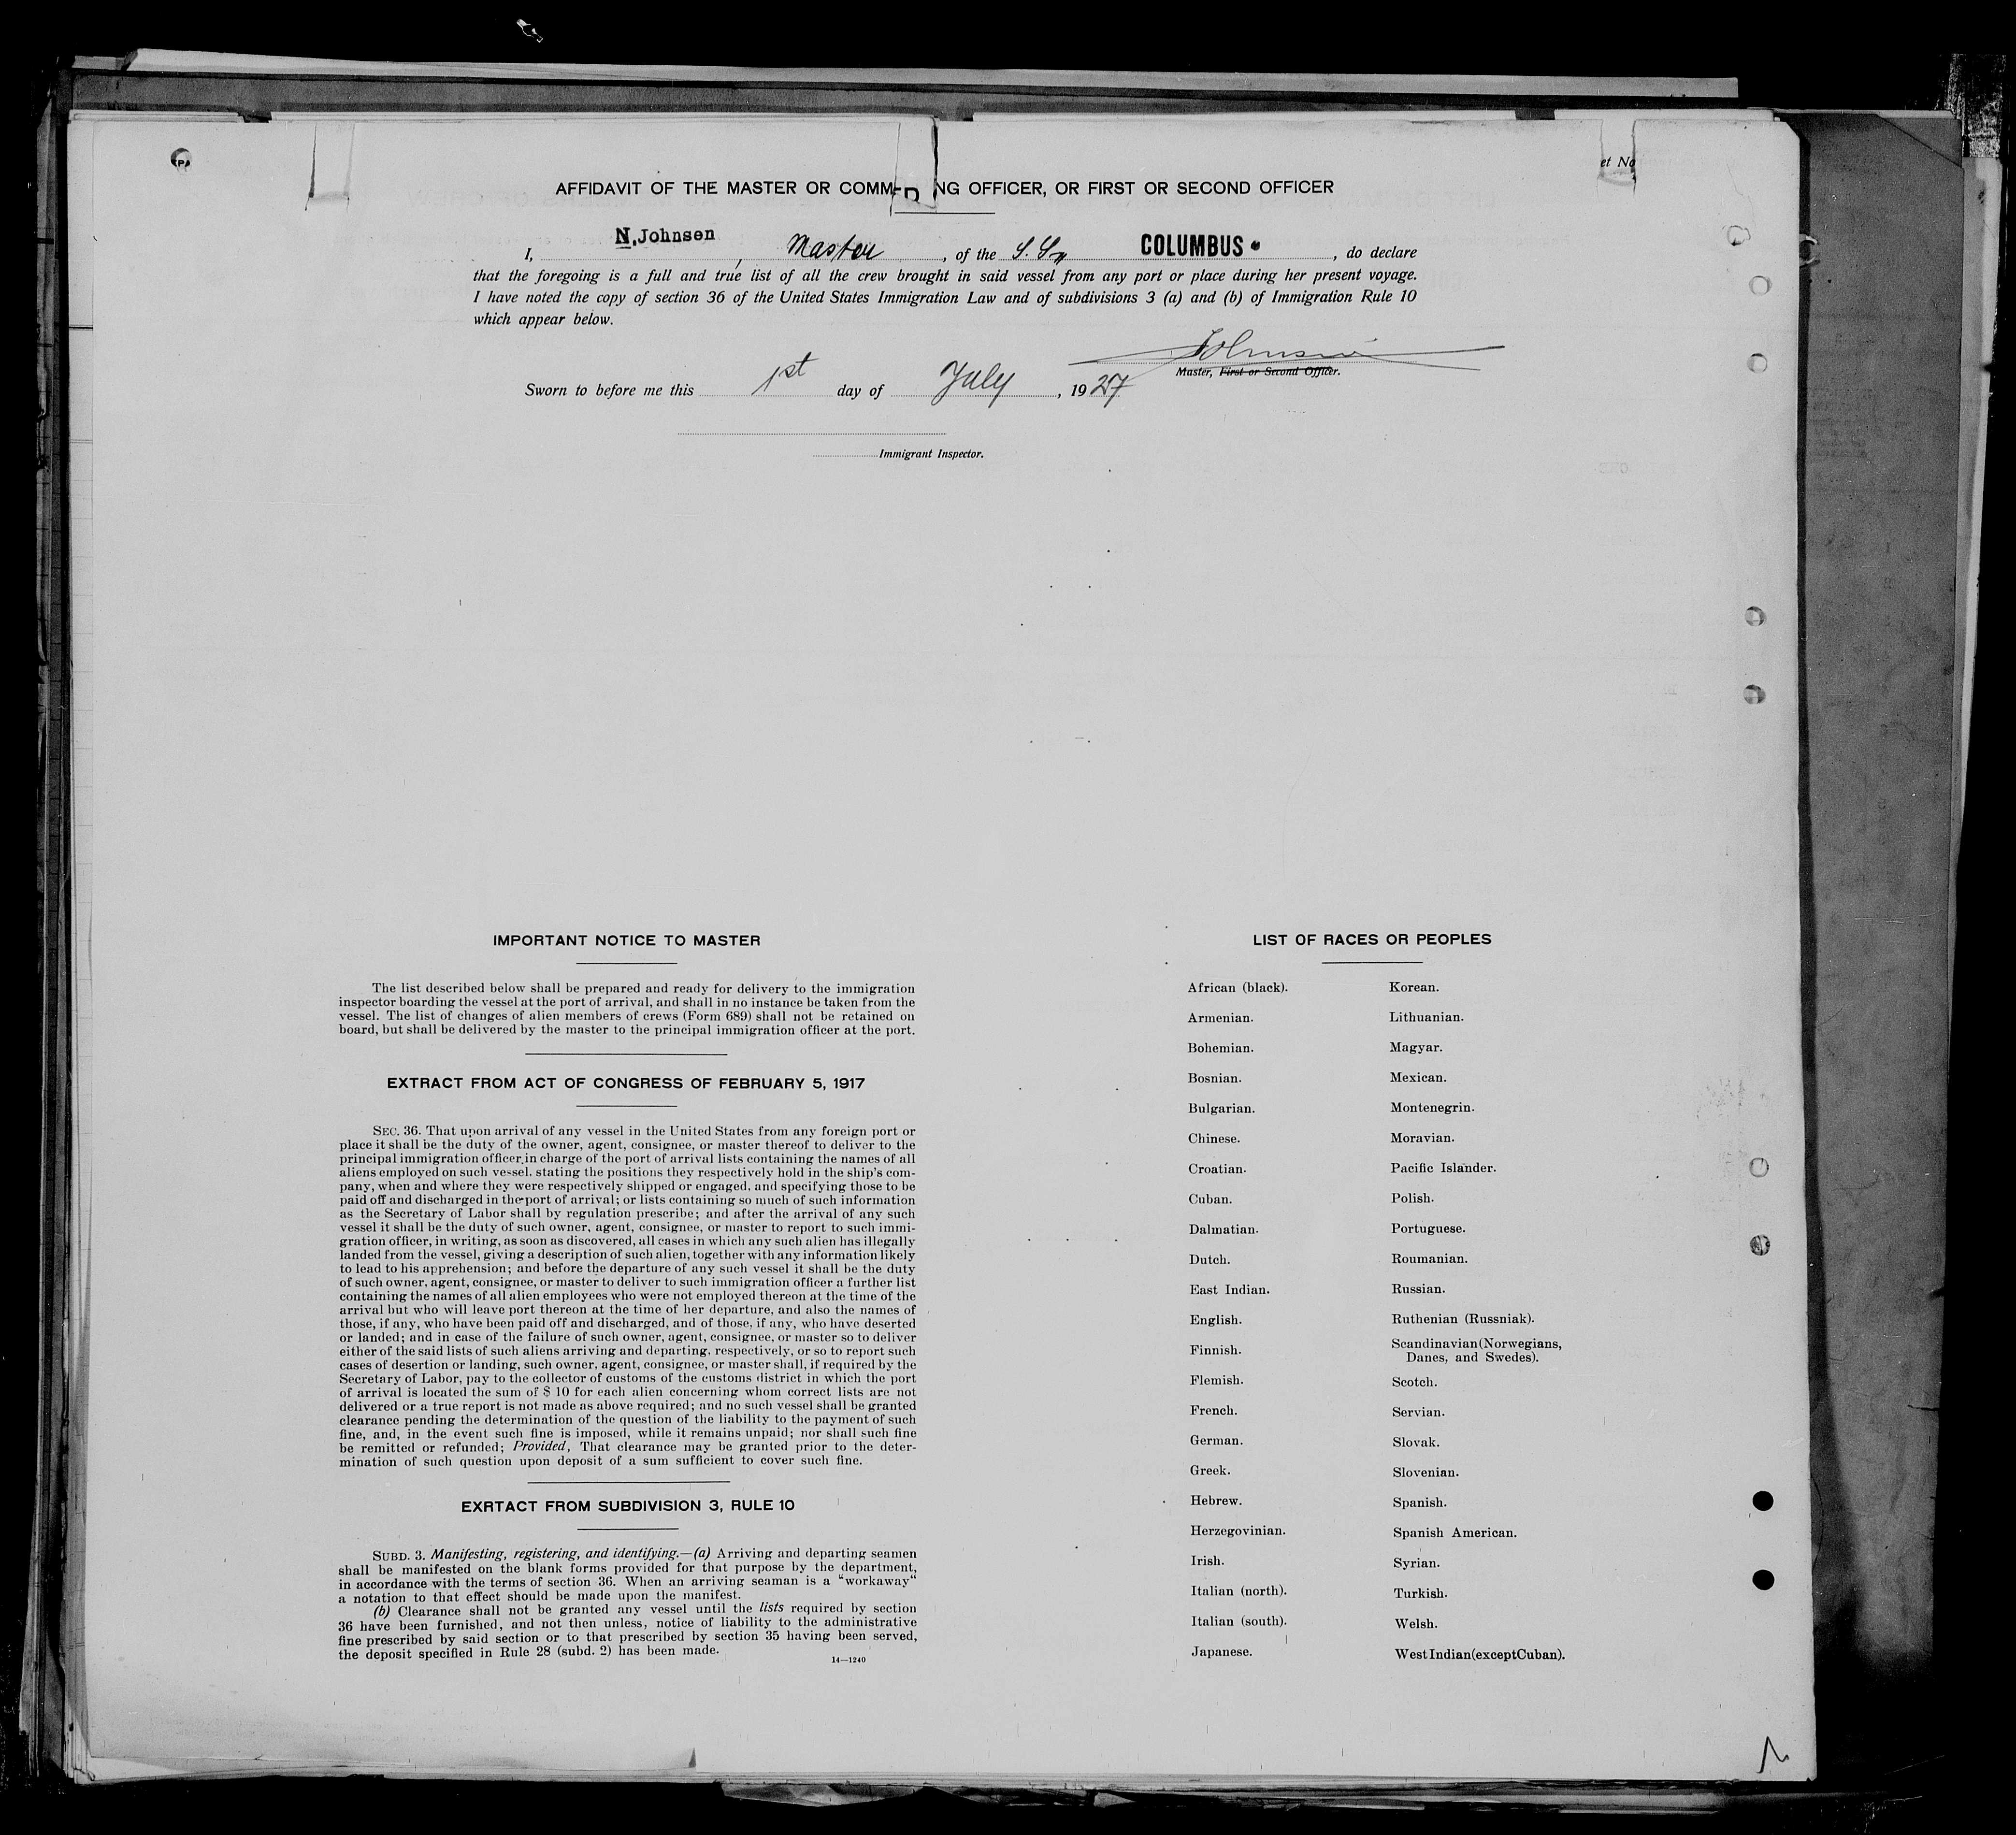 et No
AFFIDAVIT OF THE MASTER OR COMM D NG OFFICER, OR FIRST OR SECOND OFFICER
I, N. Johnsen, Master, of the S.S. COLUMBUS, do declare
that the foregoing is a full and true list of all the crew brought in said vessel from any port or place during her present voyage.
I have noted the copy of section 36 of the United States Immigration Law and of subdivisions 3 (a) and (b) of Immigration Rule 10
which appear below.
Johnsen
Master, First or Second Officer.
Sworn to before me this 1st day of July, 1927
Immigrant Inspector.
IMPORTANT NOTICE TO MASTER
The list described below shall be prepared and ready for delivery to the immigration
inspector boarding the vessel at the port of arrival, and shall in no instance be taken from the
vessel. The list of changes of alien members of crews (Form 689) shall not be retained on
board, but shall be delivered by the master to the principal immigration officer at the port.
EXTRACT FROM ACT OF CONGRESS OF FEBRUARY 5, 1917
SEC. 36. That upon arrival of any vessel in the United States from any foreign port or
place it shall be the duty of the owner, agent, consignee, or master thereof to deliver to the
principal immigration officer in charge of the port of arrival lists containing the names of all
aliens employed on such vessel. stating the positions they respectively hold in the ship's com-
pany, when and where they were respectively shipped or engaged, and specifying those to be
paid off and discharged in the port of arrival; or lists containing so much of such information
as the Secretary of Labor shall by regulation prescribe; and after the arrival of any such
vessel it shall be the duty of such owner, agent, consignee, or master to report to such immi-
gration officer, in writing, as soon as discovered, all cases in which any such alien has illegally
landed from the vessel, giving a description of such alien, together with any information likely
to lead to his apprehension; and before the departure of any such vessel it shall be the duty
of such owner, agent, consignee, or master to deliver to such immigration officer a further list
containing the names of all alien employees who were not employed thereon at the time of the
arrival but who will leave port thereon at the time of her departure, and also the names of
those, if any, who have been paid off and discharged, and of those, if any, who have deserted
or landed; and in case of the failure of such owner, agent, consignee, or master so to deliver
either of the said lists of such aliens arriving and departing, respectively, or so to report such
cases of desertion or landing, such owner, agent, consignee, or master shall, if required by the
Secretary of Labor, pay to the collector of customs of the customs district in which the port
of arrival is located the sum of $ 10 for each alien concerning whom correct lists are not
delivered or a true report is not made as above required; and no such vessel shall be granted
clearance pending the determination of the question of the liability to the payment of such
fine, and, in the event such fine is imposed, while it remains unpaid; nor shall such fine
be remitted or refunded; Provided, That clearance may be granted prior to the deter-
mination of such question upon deposit of a sum sufficient to cover such fine.
EXRTACT FROM SUBDIVISION 3, RULE 10
SUBD. 3. Manifesting, registering, and identifying.—(a) Arriving and departing seamen
shall be manifested on the blank forms provided for that purpose by the department,
in accordance with the terms of section 36. When an arriving seaman is a "workaway"
a notation to that effect should be made upon the manifest.
(b) Clearance shall not be granted any vessel until the lists required by section
36 have been furnished, and not then unless, notice of liability to the administrative
fine prescribed by said section or to that prescribed by section 35 having been served,
the deposit specified in Rule 28 (subd. 2) has been made.
14—1240
LIST OF RACES OR PEOPLES
African (black).
Armenian.
Bohemian.
Bosnian.
Bulgarian.
Chinese.
Croatian.
Cuban.
Dalmatian.
Dutch.
East Indian.
English.
Finnish.
Flemish.
French.
German.
Greek.
Hebrew.
Herzegovinian.
Irish.
Italian (north).
Italian (south).
Japanese.
Korean.
Lithuanian.
Magyar.
Mexican.
Montenegrin.
Moravian.
Pacific Islander.
Polish.
Portuguese.
Roumanian.
Russian.
Ruthenian (Russniak).
Scandinavian (Norwegians,
Danes, and Swedes).
Scotch.
Servian.
Slovak.
Slovenian.
Spanish.
Spanish American.
Syrian.
Turkish.
Welsh.
West Indian (except Cuban).